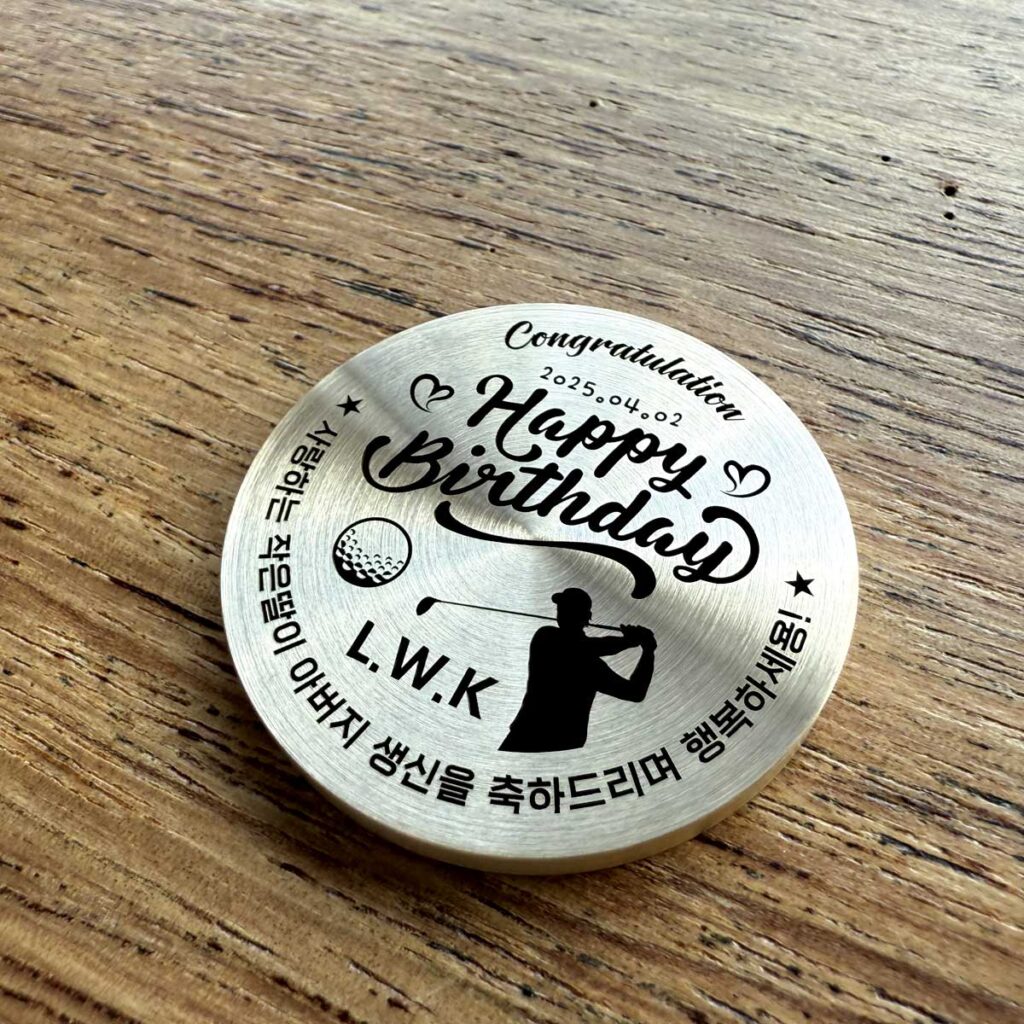 Congratulation
2025.04.02
Happy
Birthday
L.W.K
사랑하는 작은딸이 아버지 생신을 축하드리며 행복하세용!